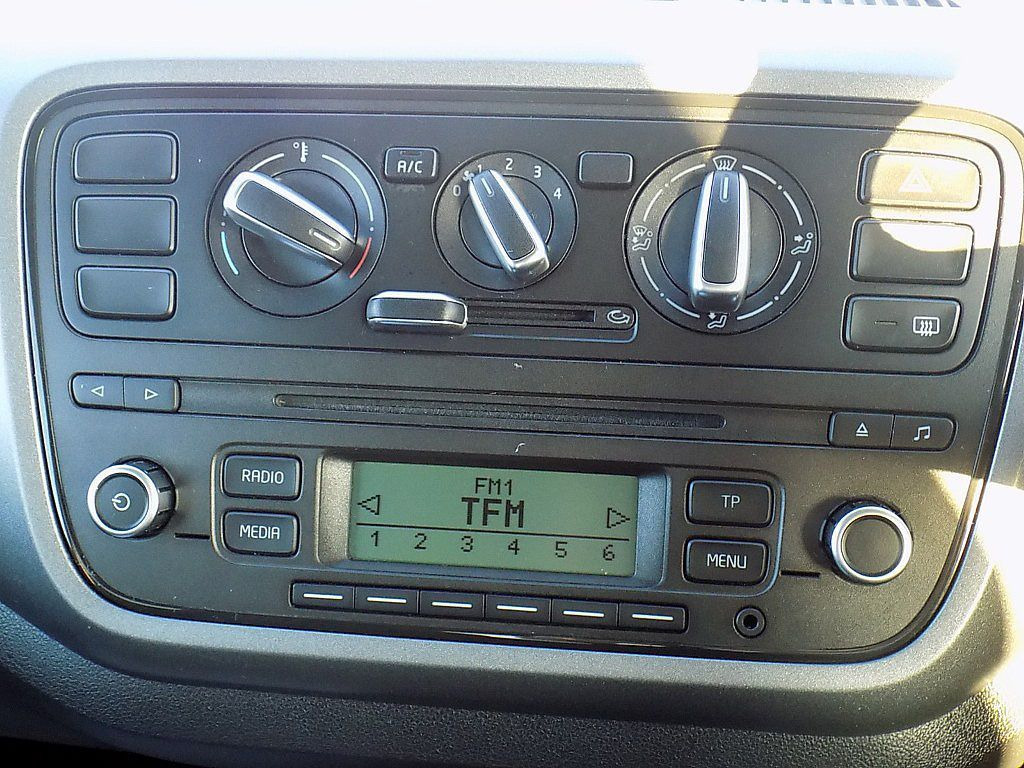 A/C
0 1 2 3 4
RADIO
MEDIA
FM1
TFM
1 2 3 4 5 6
TP
MENU